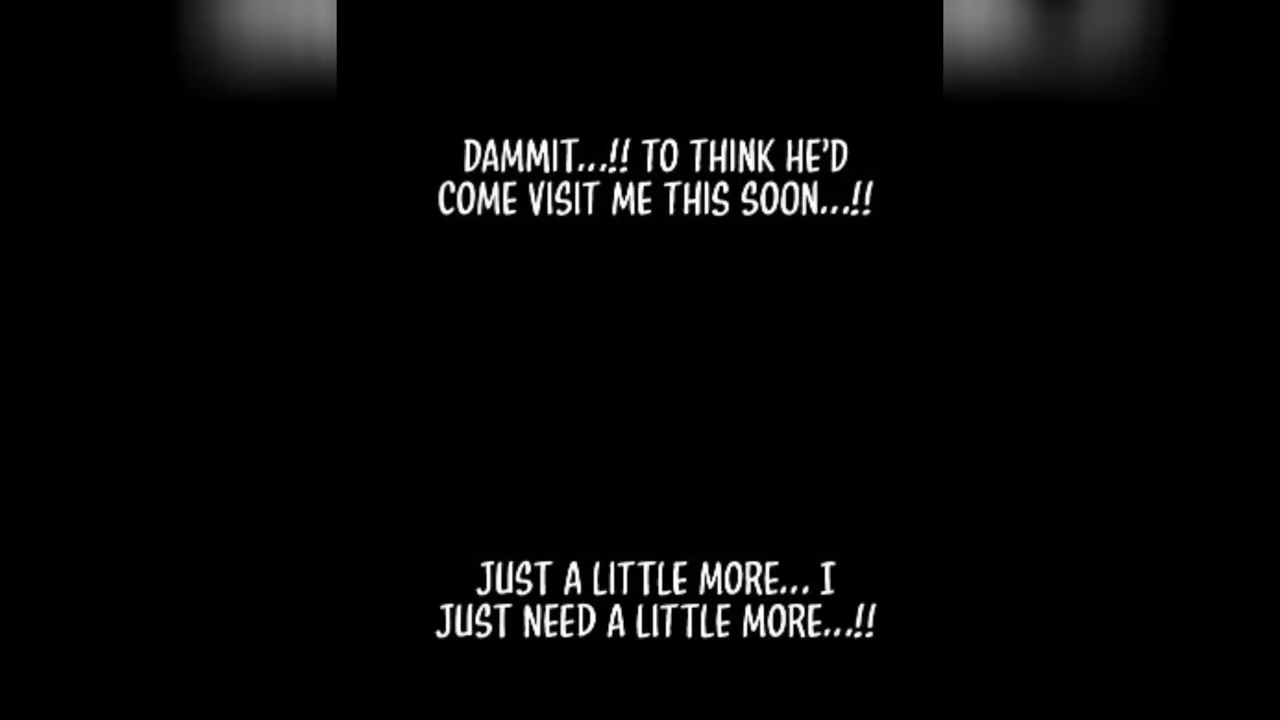 DAMMIT...!! TO THINK HE'D
COME VISIT ME THIS SOON...!!
JUST A LITTLE MORE... I
JUST NEED A LITTLE MORE...!!